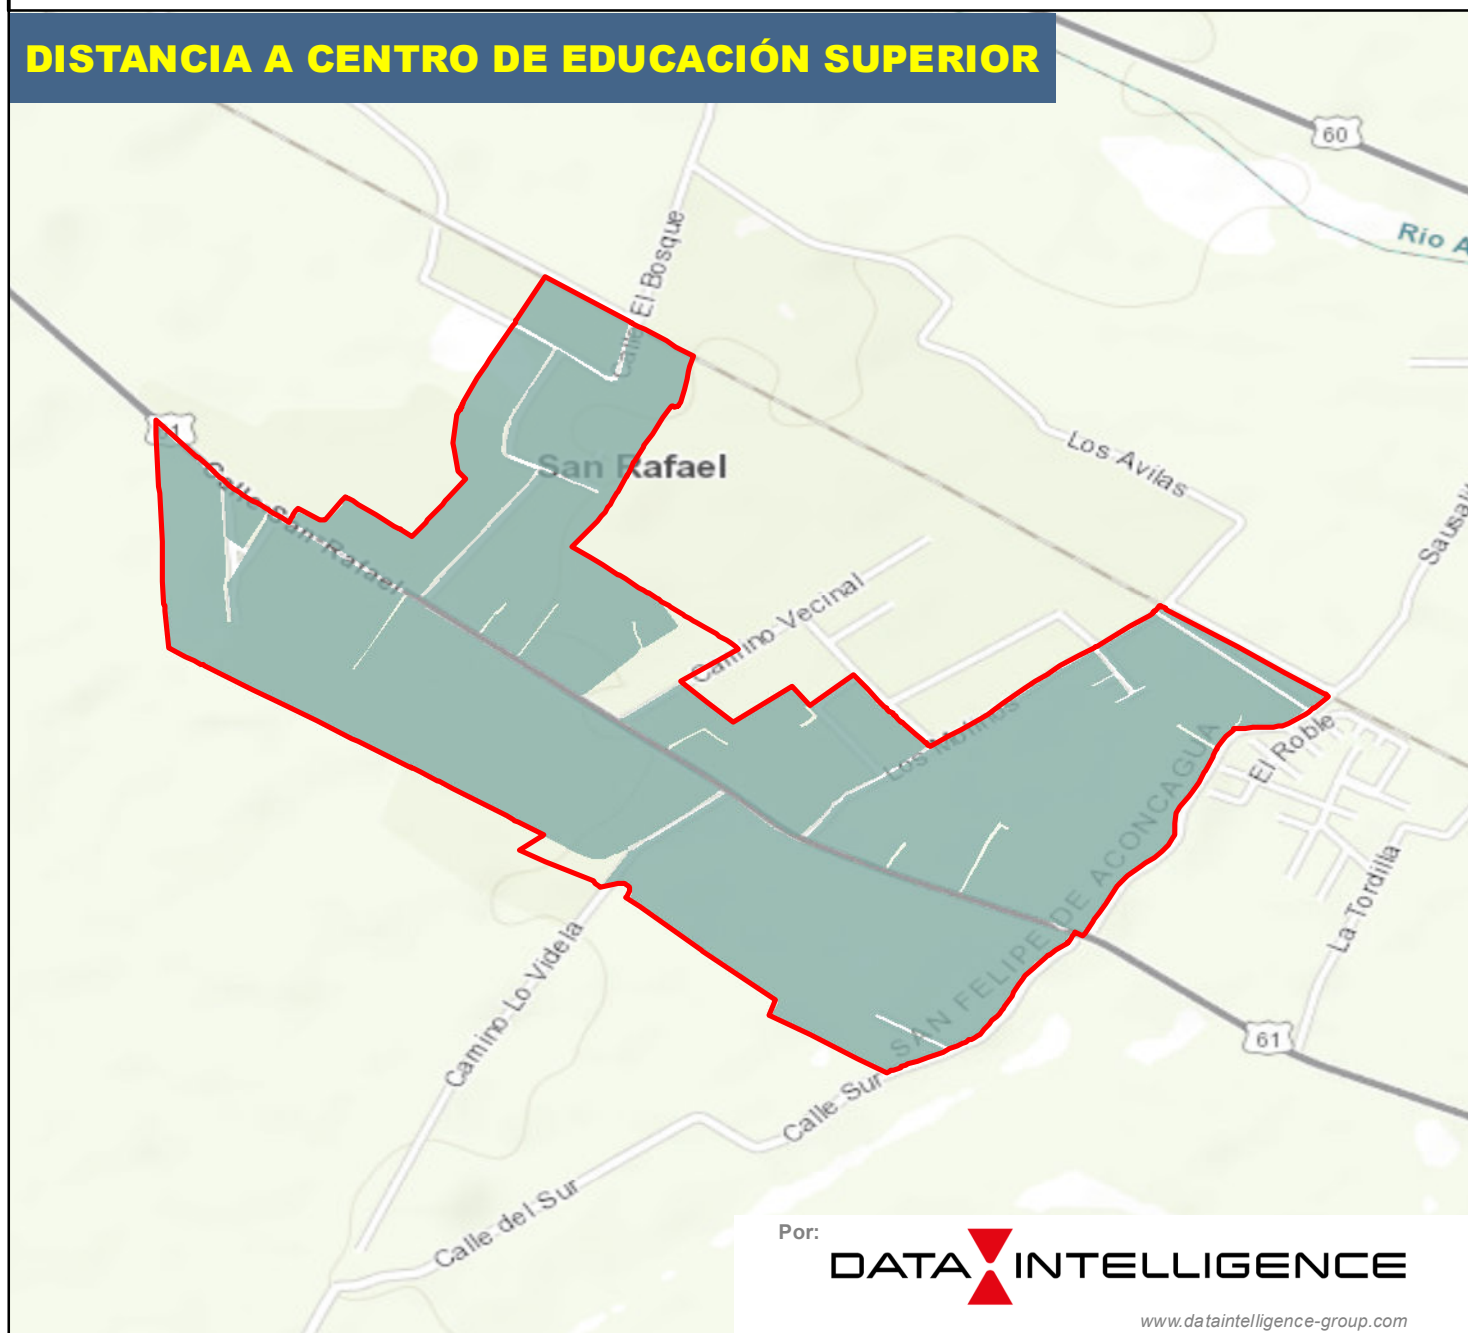 DISTANCIA A CENTRO DE EDUCACIÓN SUPERIOR
60
Río A
Calle El Bosque
61
Calle San Rafael
San Rafael
Los Avilas
Sausali
Camino Vecinal
Los Molinos
El Roble
SAN FELIPE DE ACONCAGUA
La Tordilla
Camino Lo Videla
61
Calle Sur
Calle del Sur
Por:
DATA INTELLIGENCE
www.dataintelligence-group.com